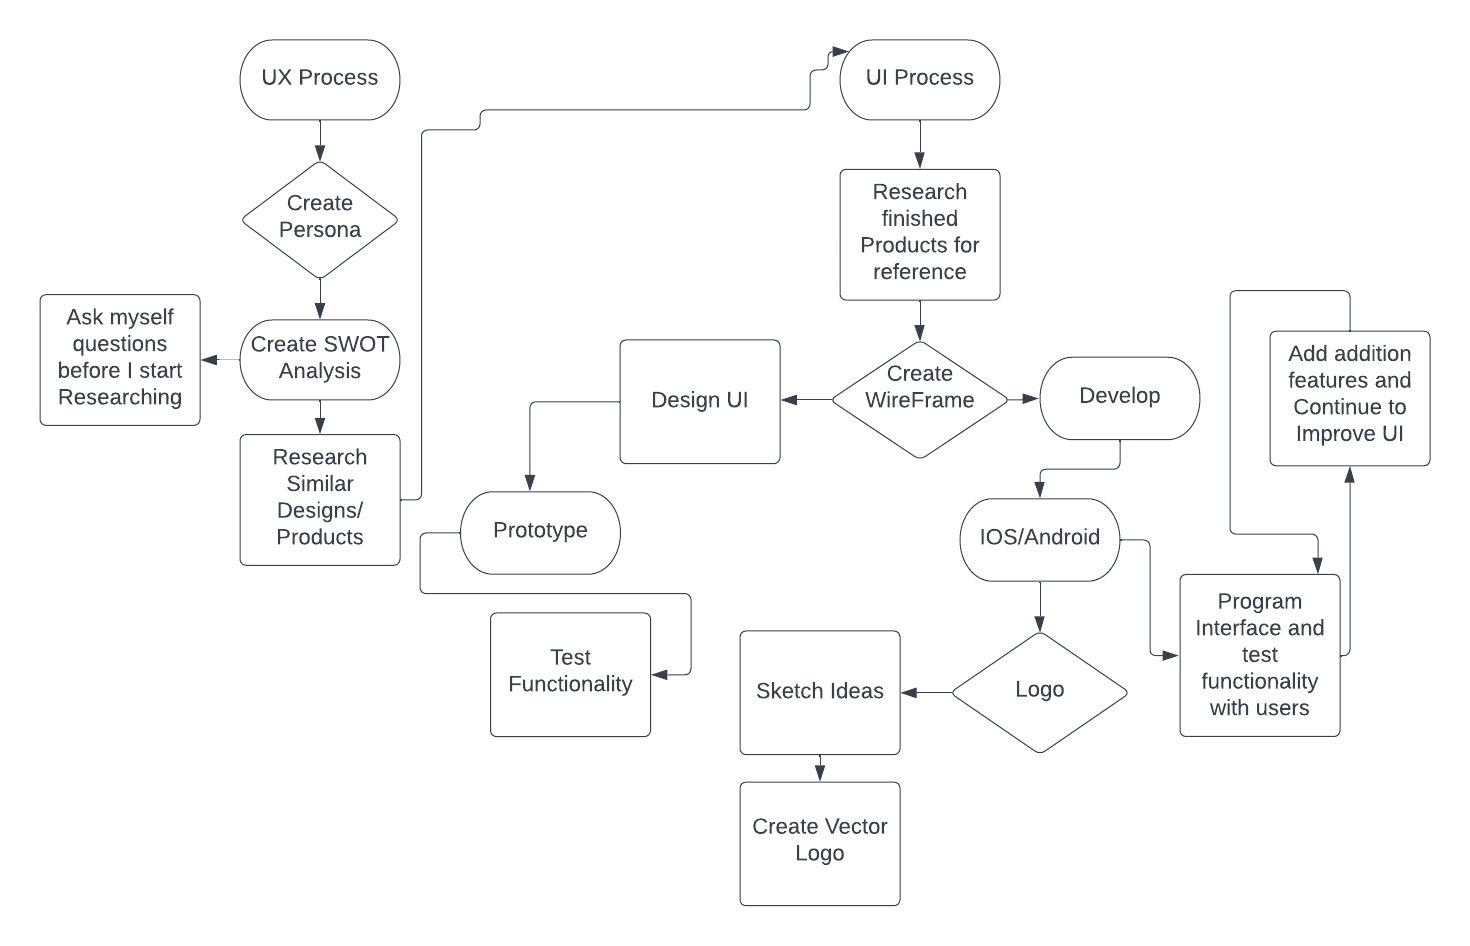 UX Process
Create
Persona
Create SWOT
Analysis
Ask myself
questions
before I start
Researching
Research
Similar
Designs/
Products
UI Process
Research
finished
Products for
reference
Create
WireFrame
Design UI
Prototype
Test
Functionality
Develop
IOS/Android
Logo
Sketch Ideas
Create Vector
Logo
Program
Interface and
test
functionality
with users
Add addition
features and
Continue to
Improve UI